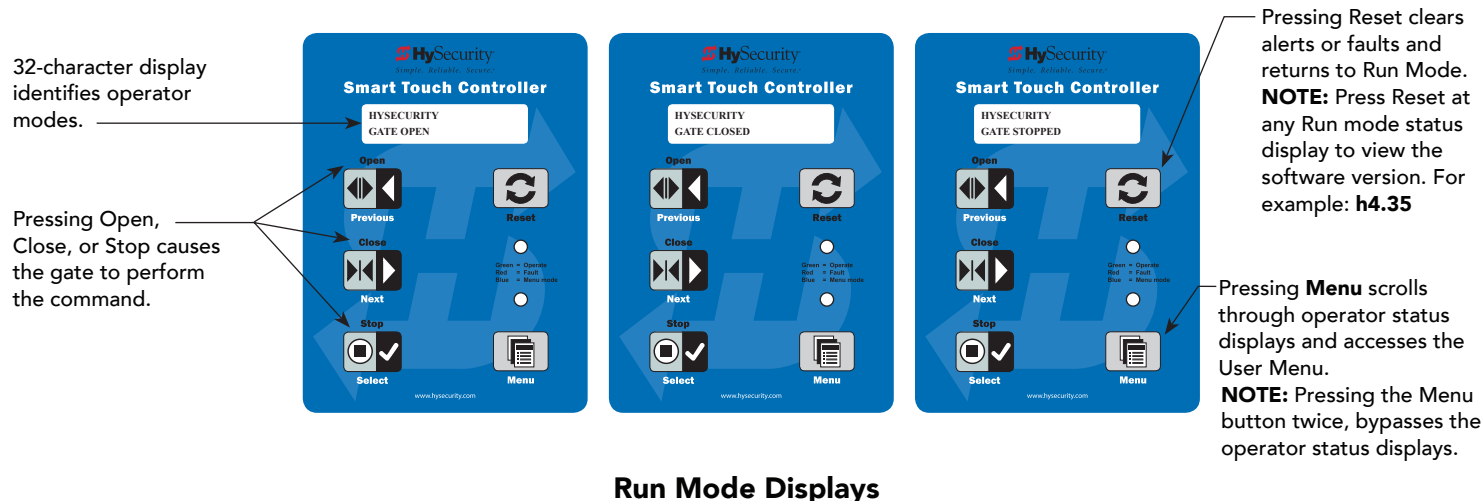 32-character display
identifies operator
modes.
Pressing Open,
Close, or Stop causes
the gate to perform
the command.
HySecurity
Simple. Reliable. Secure.
Smart Touch Controller
HYSECURITY
GATE OPEN
Open
Previous
Reset
Close
Green = Operate
Red = Fault
Blue = Menu mode
Next
Stop
Select
Menu
www.hysecurity.com
HySecurity
Simple. Reliable. Secure.
Smart Touch Controller
HYSECURITY
GATE CLOSED
Open
Previous
Reset
Close
Green = Operate
Red = Fault
Blue = Menu mode
Next
Stop
Select
Menu
www.hysecurity.com
HySecurity
Simple. Reliable. Secure.
Smart Touch Controller
HYSECURITY
GATE STOPPED
Open
Previous
Reset
Close
Green = Operate
Red = Fault
Blue = Menu mode
Next
Stop
Select
Menu
www.hysecurity.com
Pressing Reset clears
alerts or faults and
returns to Run Mode.
NOTE: Press Reset at
any Run mode status
display to view the
software version. For
example: h4.35
Pressing Menu scrolls
through operator status
displays and accesses the
User Menu.
NOTE: Pressing the Menu
button twice, bypasses the
operator status displays.
Run Mode Displays